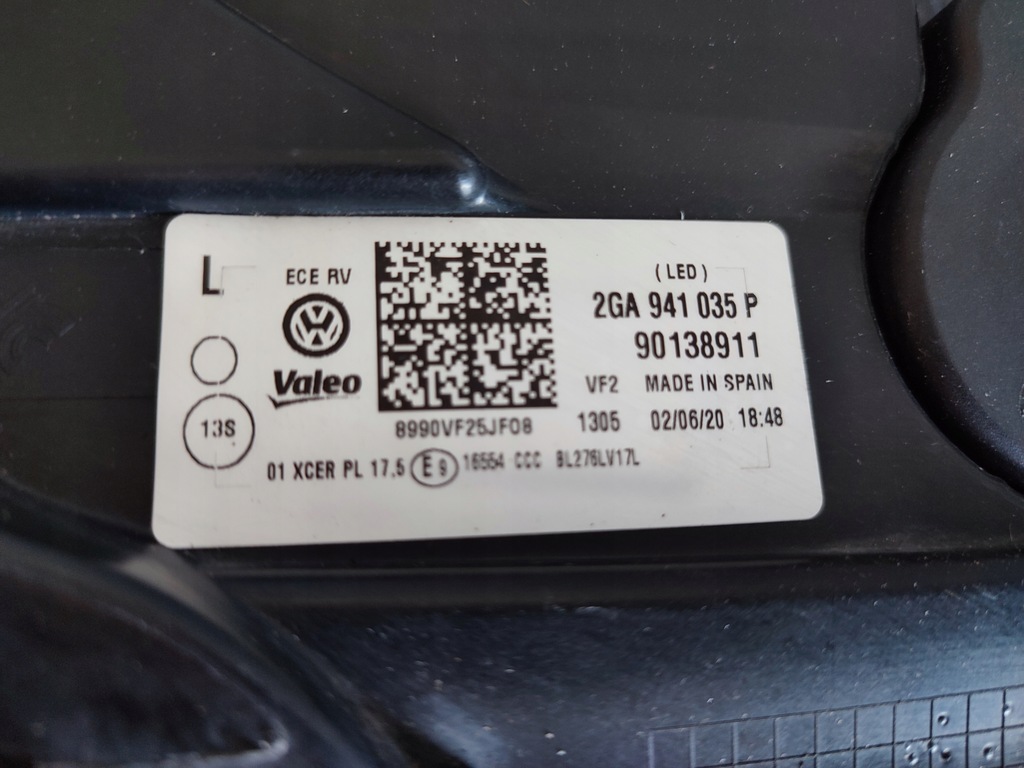 L
ECE RV
(LED)
2GA 941 035 P
90138911
Valeo
VF2 MADE IN SPAIN
13S
8990VF25JF08
1305 02/06/20 18:48
01 XCER PL 17,5 E9 16554 CCC BL276LV17L